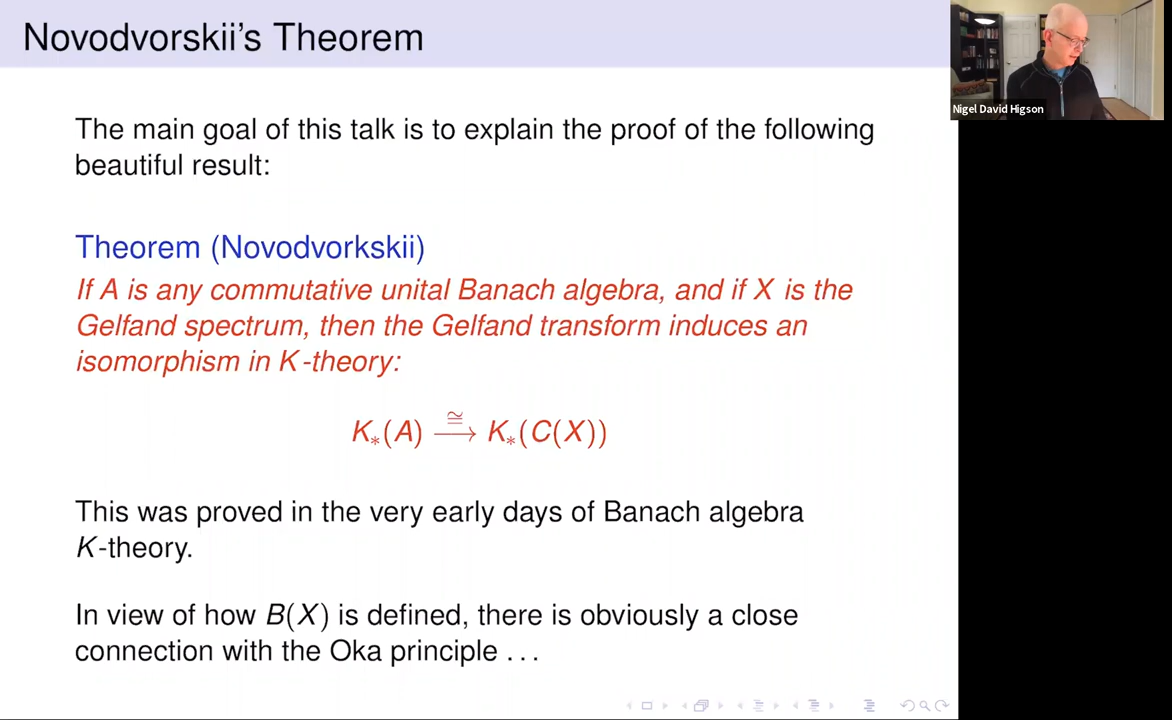 Novodvorskii's Theorem
Nigel David Higson
The main goal of this talk is to explain the proof of the following
beautiful result:
Theorem (Novodvorkskii)
If A is any commutative unital Banach algebra, and if X is the
Gelfand spectrum, then the Gelfand transform induces an
isomorphism in K-theory:
K_*(A) ≅⟶ K_*(C(X))
This was proved in the very early days of Banach algebra
K-theory.
In view of how B(X) is defined, there is obviously a close
connection with the Oka principle ...